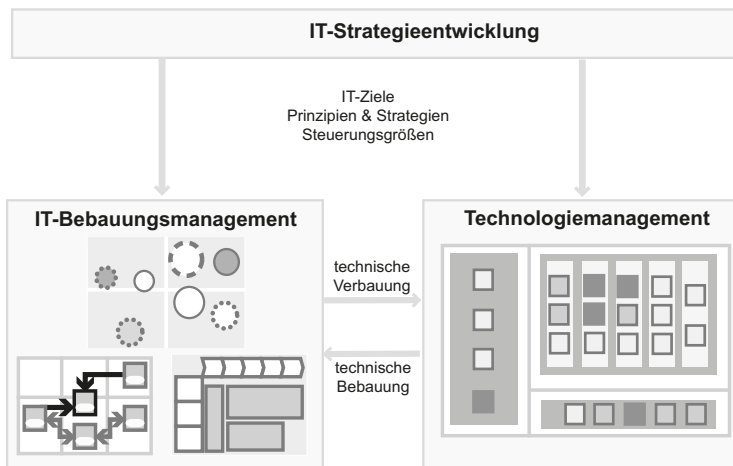 IT-Strategieentwicklung
IT-Ziele
Prinzipien & Strategien
Steuerungsgrößen
IT-Bebauungsmanagement
Technologiemanagement
technische
Verbauung
technische
Bebauung